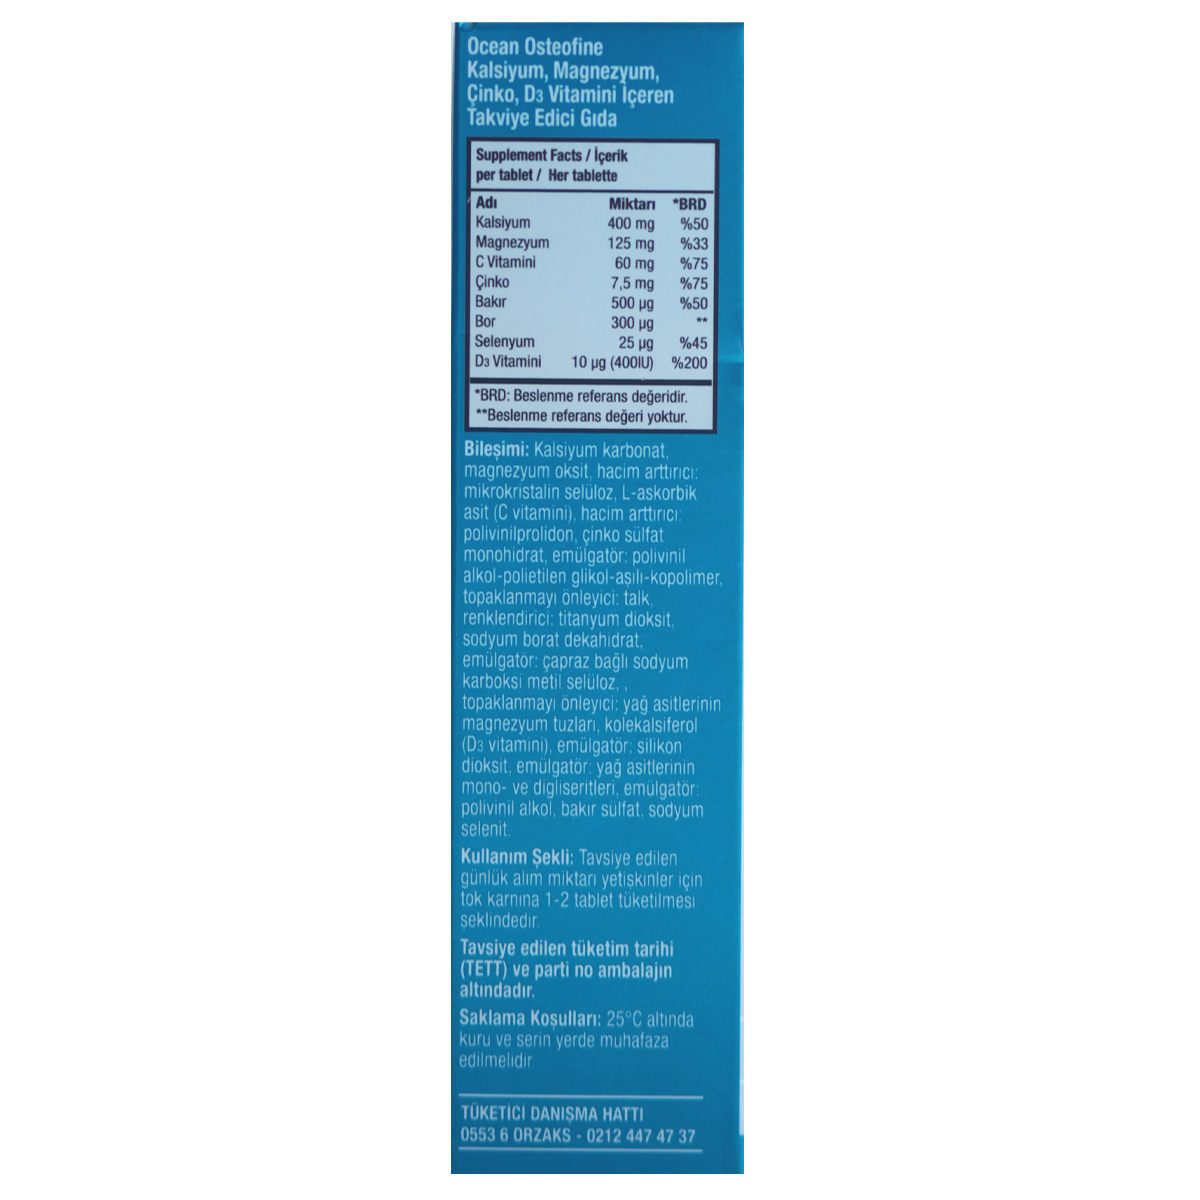 Ocean Osteofine
Kalsiyum, Magnezyum,
Çinko, D3 Vitamini İçeren
Takviye Edici Gıda
Supplement Facts / İçerik
per tablet / Her tablette
Adı Miktarı *BRD
Kalsiyum 400 mg %50
Magnezyum 125 mg %33
C Vitamini 60 mg %75
Çinko 7,5 mg %75
Bakır 500 µg %50
Bor 300 µg **
Selenyum 25 µg %45
D3 Vitamini 10 µg (400IU) %200
*BRD: Beslenme referans değeridir.
**Beslenme referans değeri yoktur.
Bileşimi: Kalsiyum karbonat,
magnezyum oksit, hacim arttırıcı:
mikrokristalin selüloz, L-askorbik
asit (C vitamini), hacim arttırıcı:
polivinilprolidon, çinko sülfat
monohidrat, emülgatör: polivinil
alkol-polietilen glikol-aşılı-kopolimer,
topaklanmayı önleyici: talk,
renklendirici: titanyum dioksit,
sodyum borat dekahidrat,
emülgatör: çapraz bağlı sodyum
karboksi metil selüloz, ,
topaklanmayı önleyici: yağ asitlerinin
magnezyum tuzları, kolekalsiferol
(D3 vitamini), emülgatör: silikon
dioksit, emülgatör: yağ asitlerinin
mono- ve digliseritleri, emülgatör:
polivinil alkol, bakır sülfat, sodyum
selenit.
Kullanım Şekli: Tavsiye edilen
günlük alım miktarı yetişkinler için
tok karnına 1-2 tablet tüketilmesi
şeklindedir.
Tavsiye edilen tüketim tarihi
(TETT) ve parti no ambalajın
altındadır.
Saklama Koşulları: 25°C altında
kuru ve serin yerde muhafaza
edilmelidir.
TÜKETİCİ DANIŞMA HATTI
0553 6 ORZAKS - 0212 447 47 37